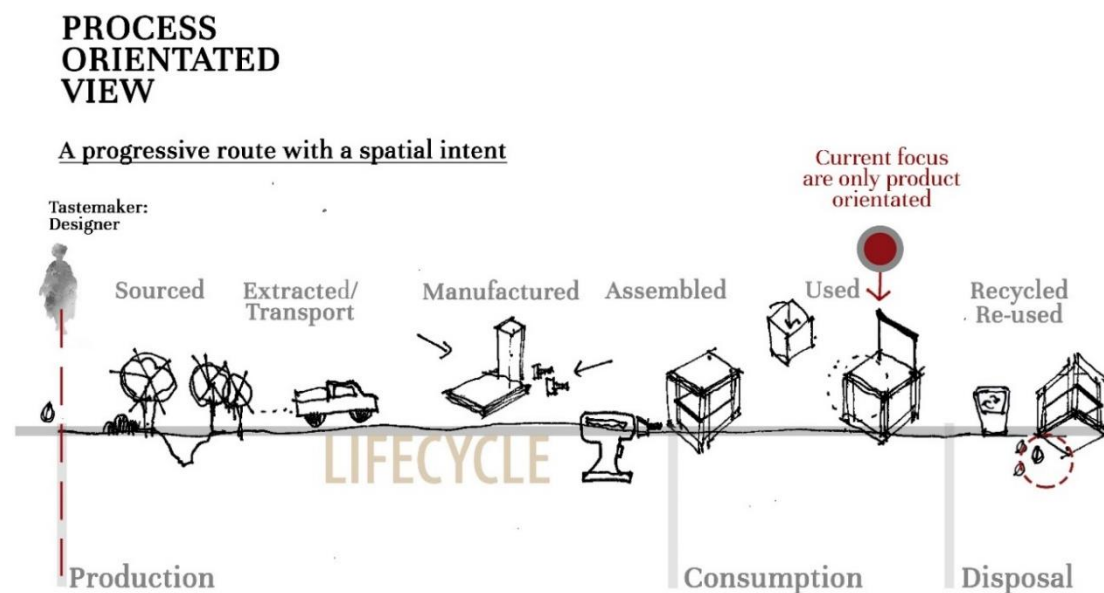 PROCESS
ORIENTATED
VIEW
A progressive route with a spatial intent
Current focus
are only product
orientated
Tastemaker:
Designer
Sourced
Extracted/
Transport
Manufactured
Assembled
Used
Recycled
Re-used
LIFECYCLE
Production
Consumption
Disposal